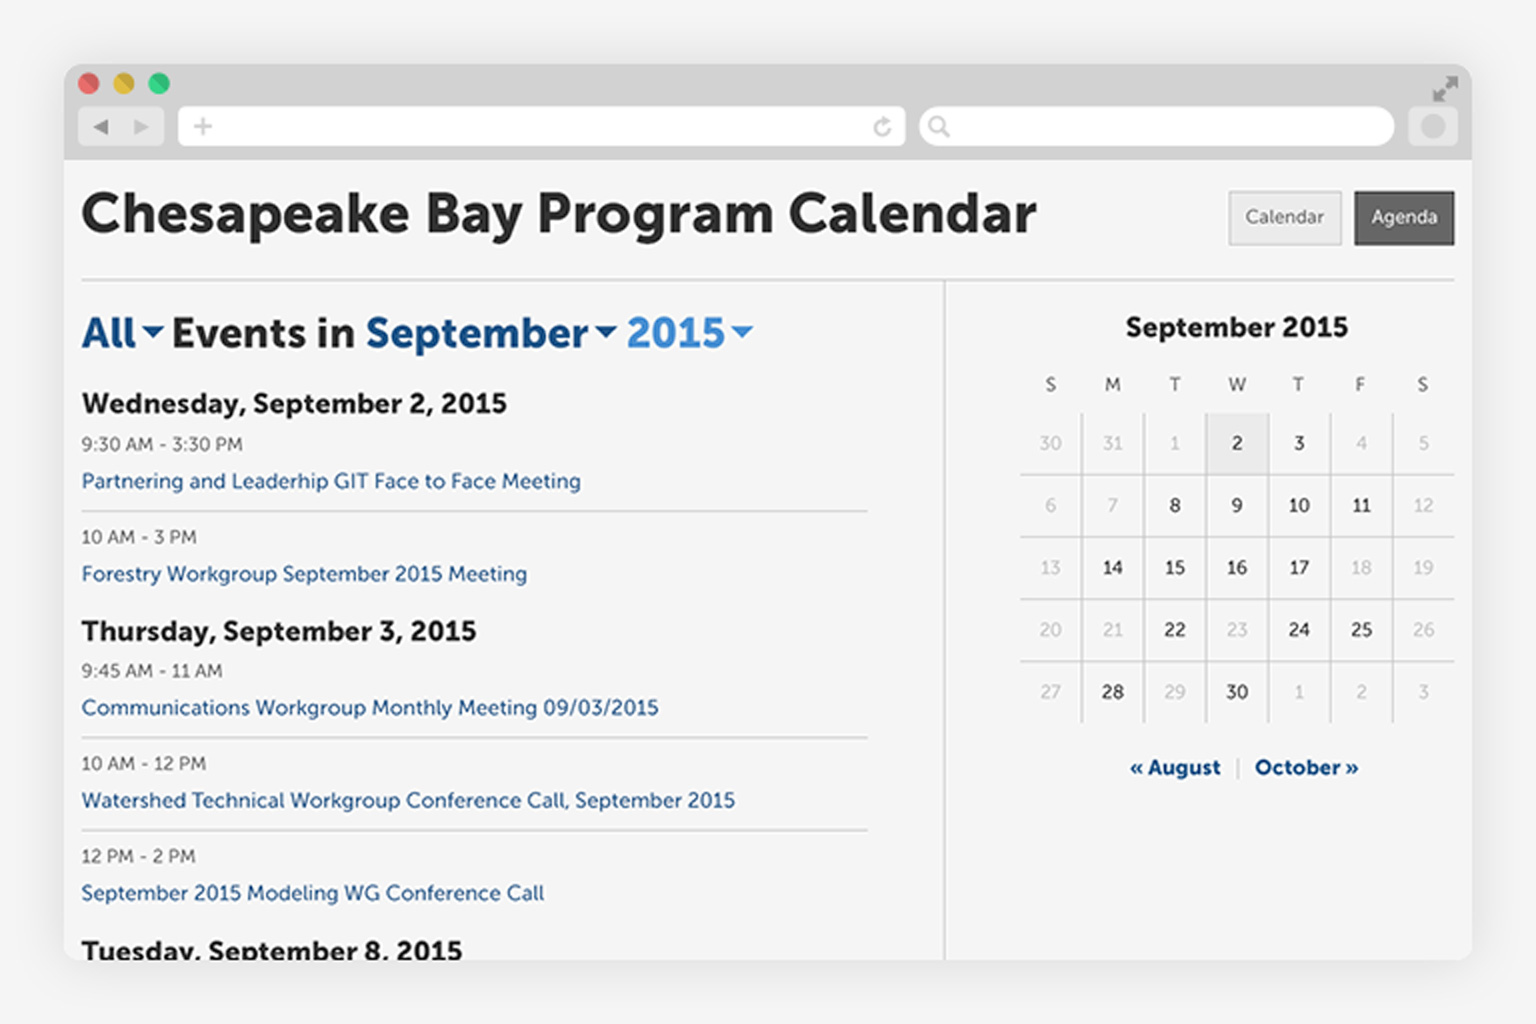 Chesapeake Bay Program Calendar
Calendar
Agenda
All Events in September 2015
Wednesday, September 2, 2015
9:30 AM - 3:30 PM
Partnering and Leaderhip GIT Face to Face Meeting
10 AM - 3 PM
Forestry Workgroup September 2015 Meeting
Thursday, September 3, 2015
9:45 AM - 11 AM
Communications Workgroup Monthly Meeting 09/03/2015
10 AM - 12 PM
Watershed Technical Workgroup Conference Call, September 2015
12 PM - 2 PM
September 2015 Modeling WG Conference Call
Tuesday, September 8, 2015
September 2015
S M T W T F S
30 31 1 2 3 4 5
6 7 8 9 10 11 12
13 14 15 16 17 18 19
20 21 22 23 24 25 26
27 28 29 30 1 2 3
« August | October »